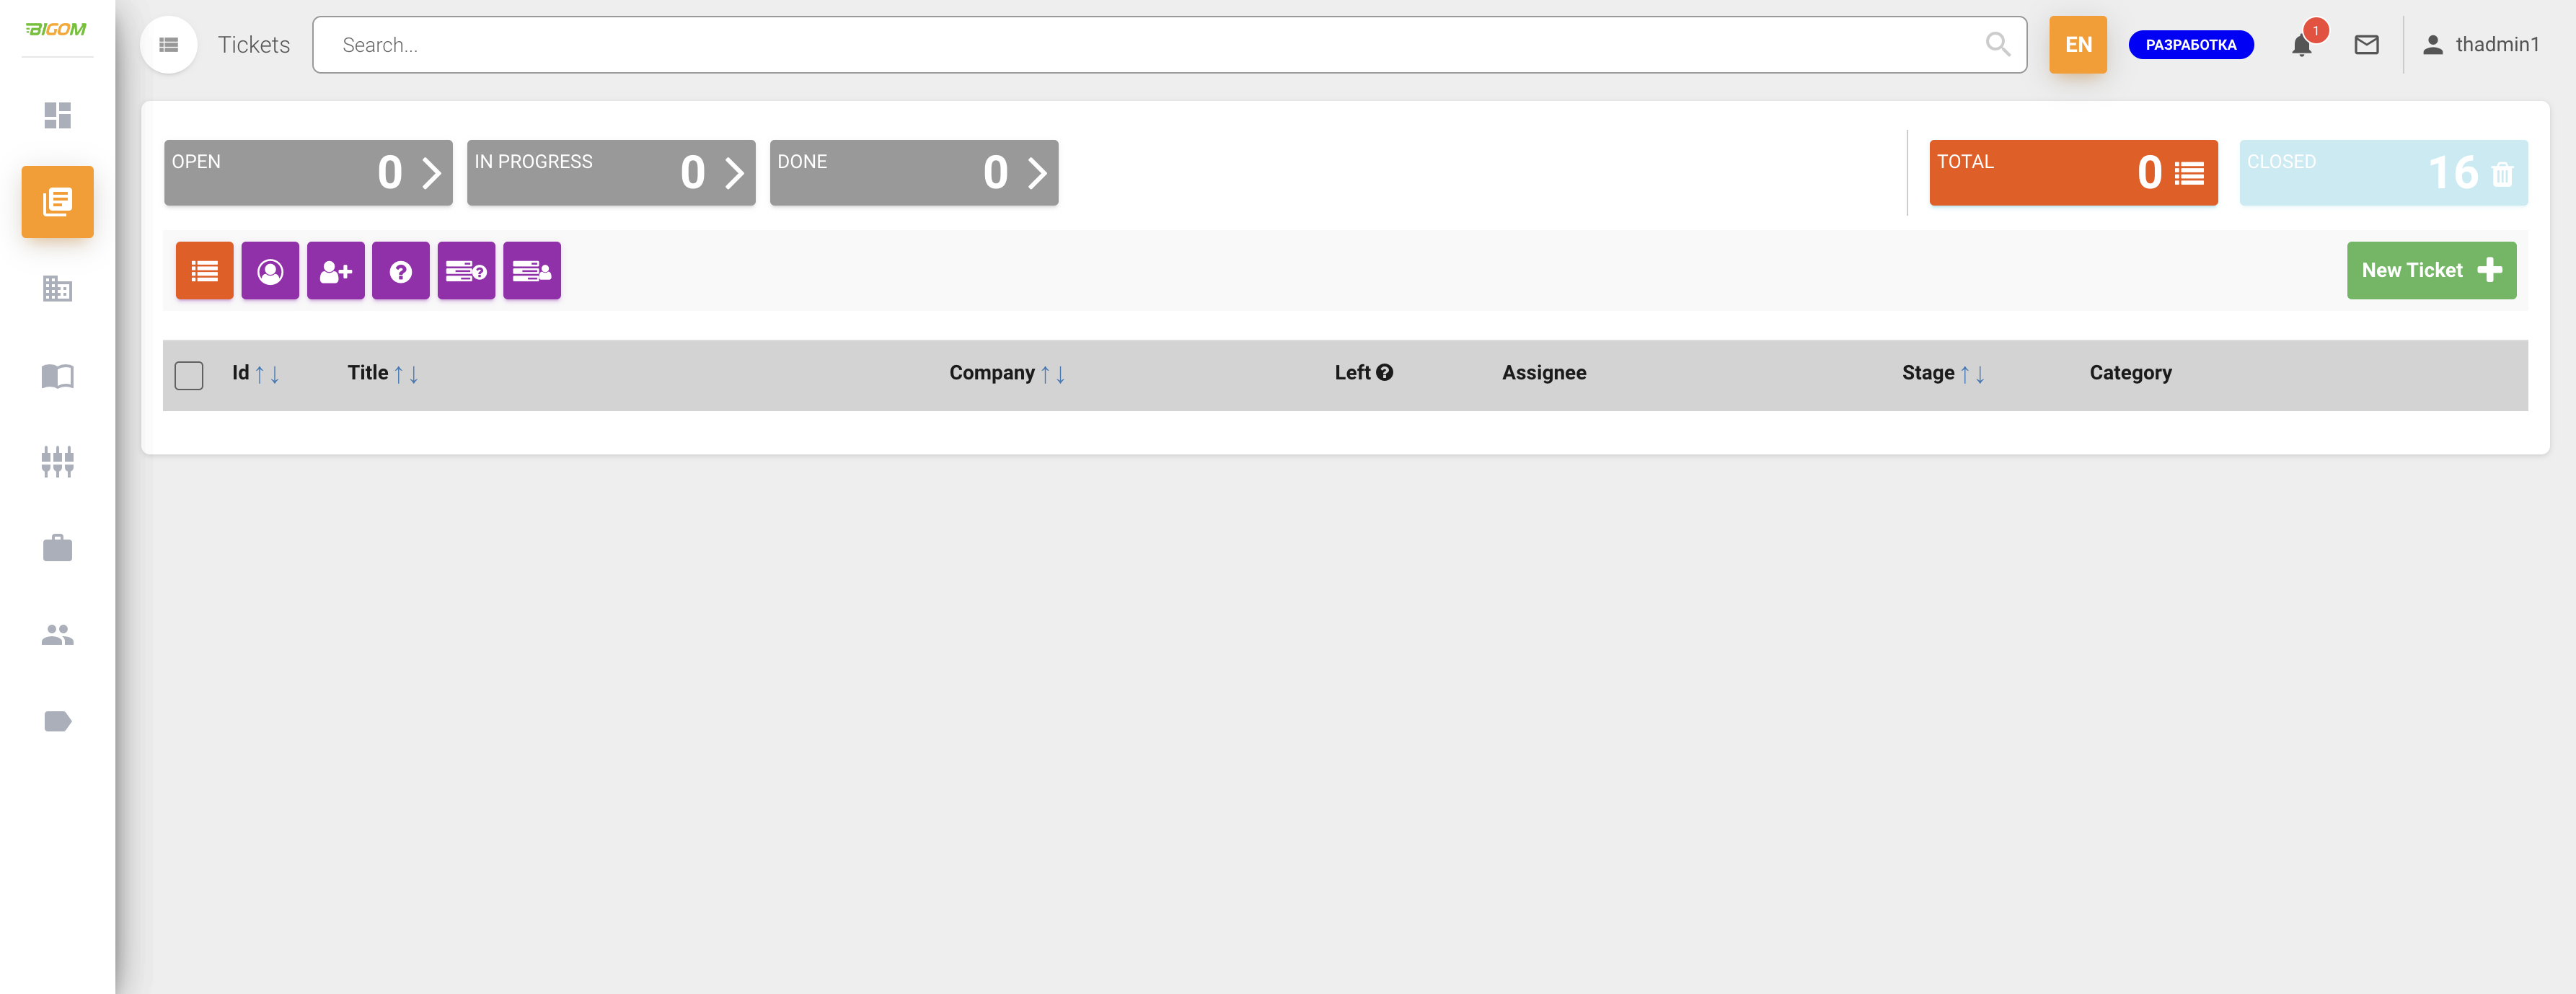 BIGOM
Tickets
Search...
EN
РАЗРАБОТКА
1
thadmin1
OPEN 0
IN PROGRESS 0
DONE 0
TOTAL 0
CLOSED 16
New Ticket
Id Title Company Left Assignee Stage Category